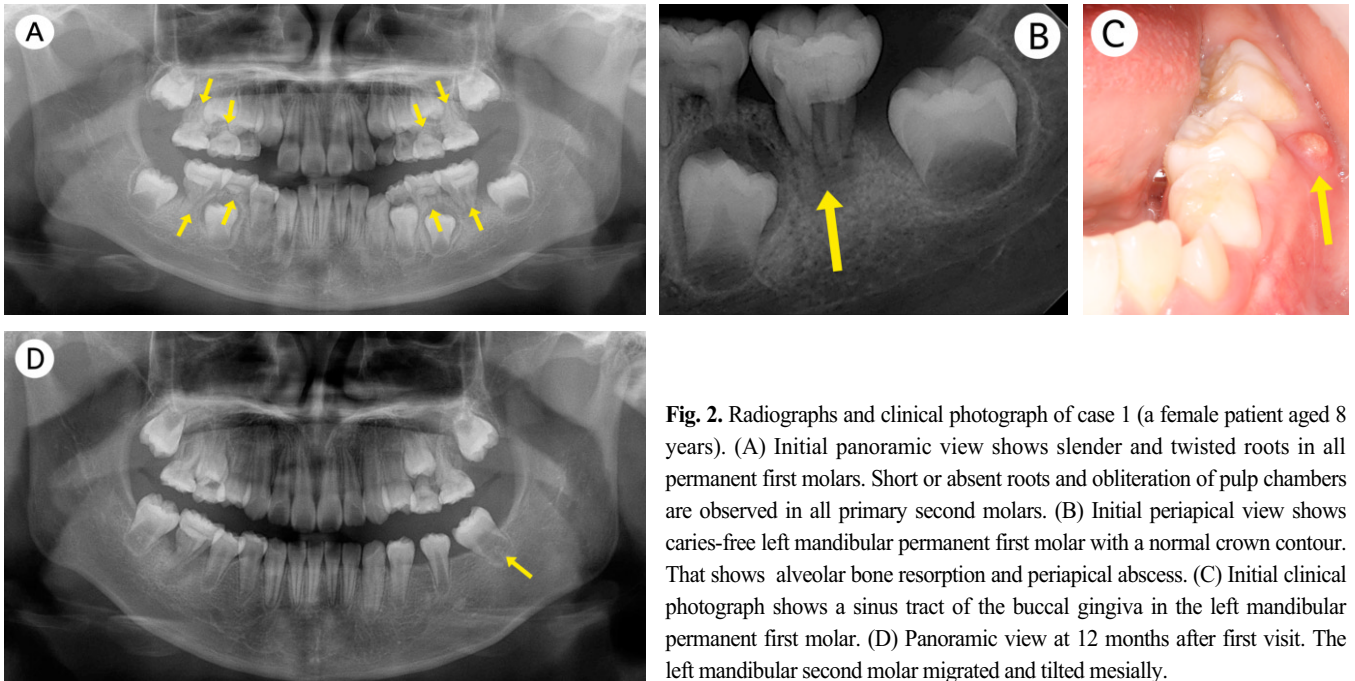 A
B
C
D
Fig. 2. Radiographs and clinical photograph of case 1 (a female patient aged 8
years). (A) Initial panoramic view shows slender and twisted roots in all
permanent first molars. Short or absent roots and obliteration of pulp chambers
are observed in all primary second molars. (B) Initial periapical view shows
caries-free left mandibular permanent first molar with a normal crown contour.
That shows alveolar bone resorption and periapical abscess. (C) Initial clinical
photograph shows a sinus tract of the buccal gingiva in the left mandibular
permanent first molar. (D) Panoramic view at 12 months after first visit. The
left mandibular second molar migrated and tilted mesially.